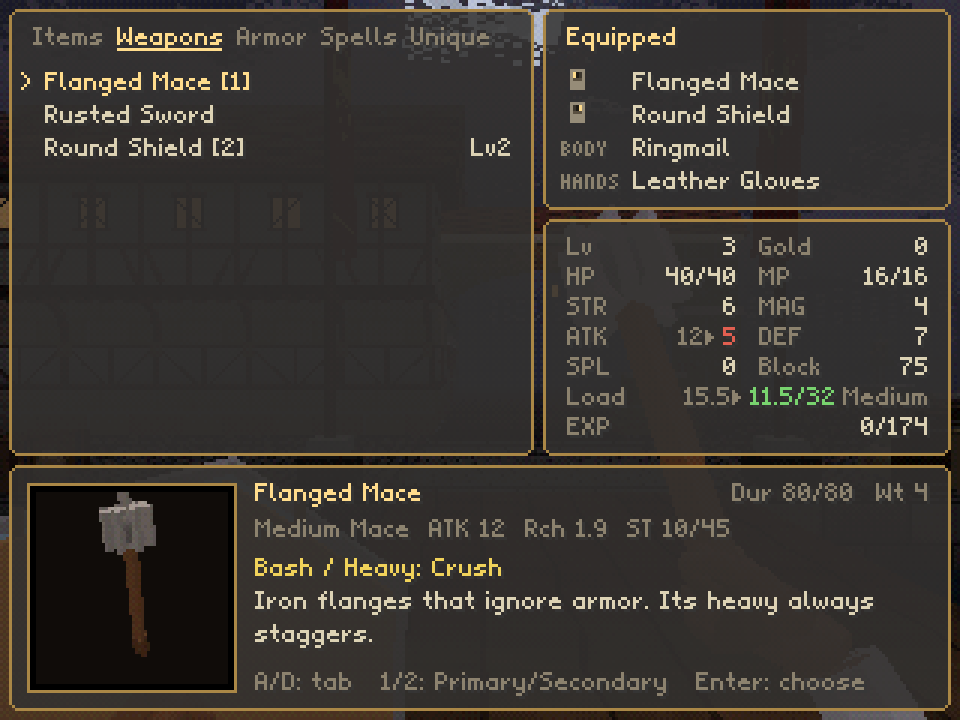 Items Weapons Armor Spells Unique
Flanged Mace [1]
Rusted Sword
Round Shield [2] Lv2
Equipped
Flanged Mace
Round Shield
BODY Ringmail
HANDS Leather Gloves
Lv 3 Gold 0
HP 40/40 MP 16/16
STR 6 MAG 4
ATK 12 5 DEF 7
SPL 0 Block 75
Load 15.5 11.5/32 Medium
EXP 0/174
Flanged Mace Dur 80/80 Wt 4
Medium Mace ATK 12 Rch 1.9 ST 10/45
Bash / Heavy: Crush
Iron flanges that ignore armor. Its heavy always
staggers.
A/D: tab 1/2: Primary/Secondary Enter: choose